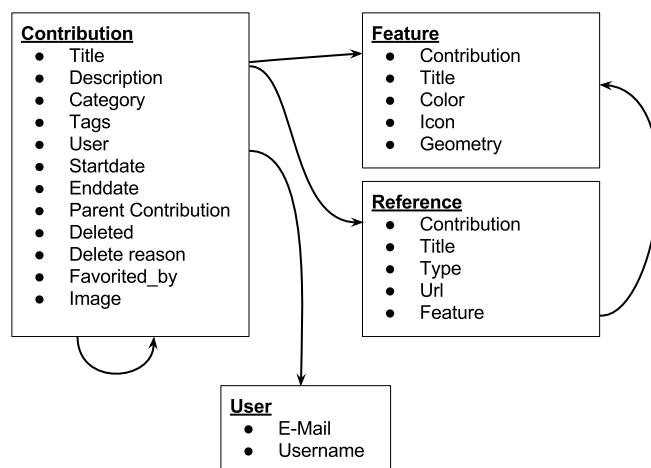 Contribution
● Title
● Description
● Category
● Tags
● User
● Startdate
● Enddate
● Parent Contribution
● Deleted
● Delete reason
● Favorited_by
● Image
Feature
● Contribution
● Title
● Color
● Icon
● Geometry
Reference
● Contribution
● Title
● Type
● Url
● Feature
User
● E-Mail
● Username